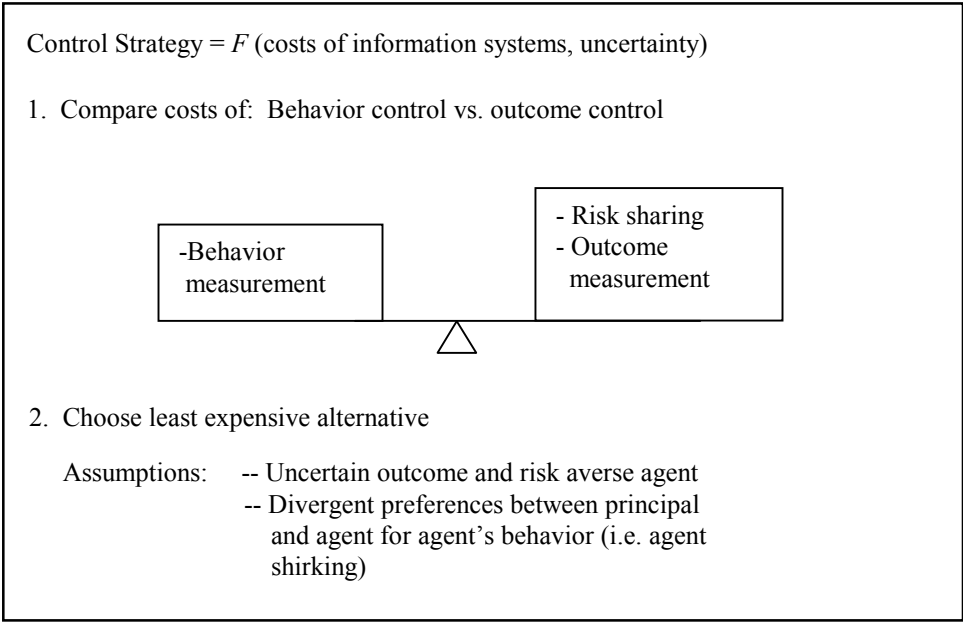 Control Strategy = F (costs of information systems, uncertainty)
1. Compare costs of: Behavior control vs. outcome control
-Behavior
measurement
- Risk sharing
- Outcome
measurement
2. Choose least expensive alternative
Assumptions: -- Uncertain outcome and risk averse agent
-- Divergent preferences between principal
and agent for agent’s behavior (i.e. agent
shirking)